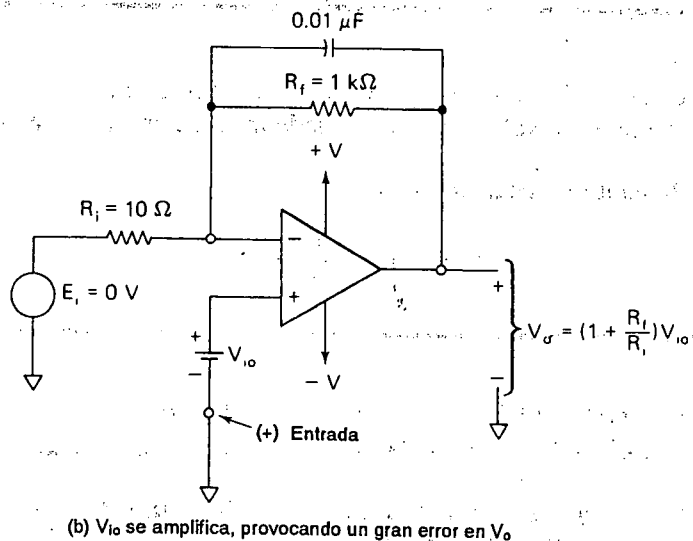 0.01 μF
R_f = 1 kΩ
+ V
R_i = 10 Ω
−
+
E_i = 0 V
+
−
V_io
− V
(+) Entrada
+
−
V_o = (1 + R_f/R_i) V_io
(b) V_io se amplifica, provocando un gran error en V_o